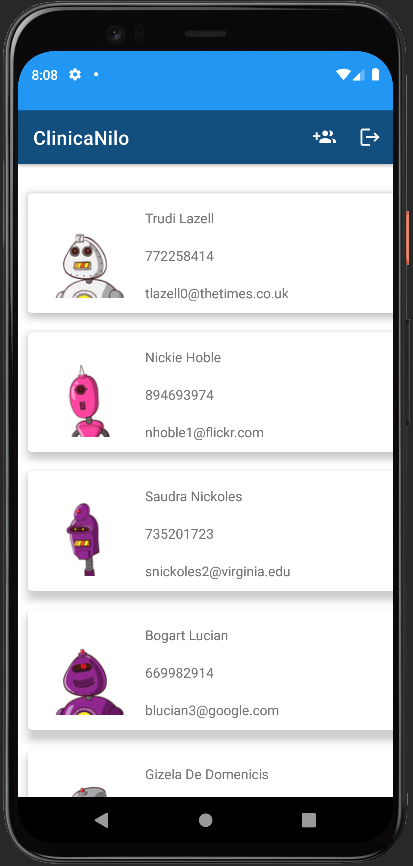 8:08
ClinicaNilo
Trudi Lazell
772258414
tlazell0@thetimes.co.uk
Nickie Hoble
894693974
nhoble1@flickr.com
Saudra Nickoles
735201723
snickoles2@virginia.edu
Bogart Lucian
669982914
blucian3@google.com
Gizela De Domenicis